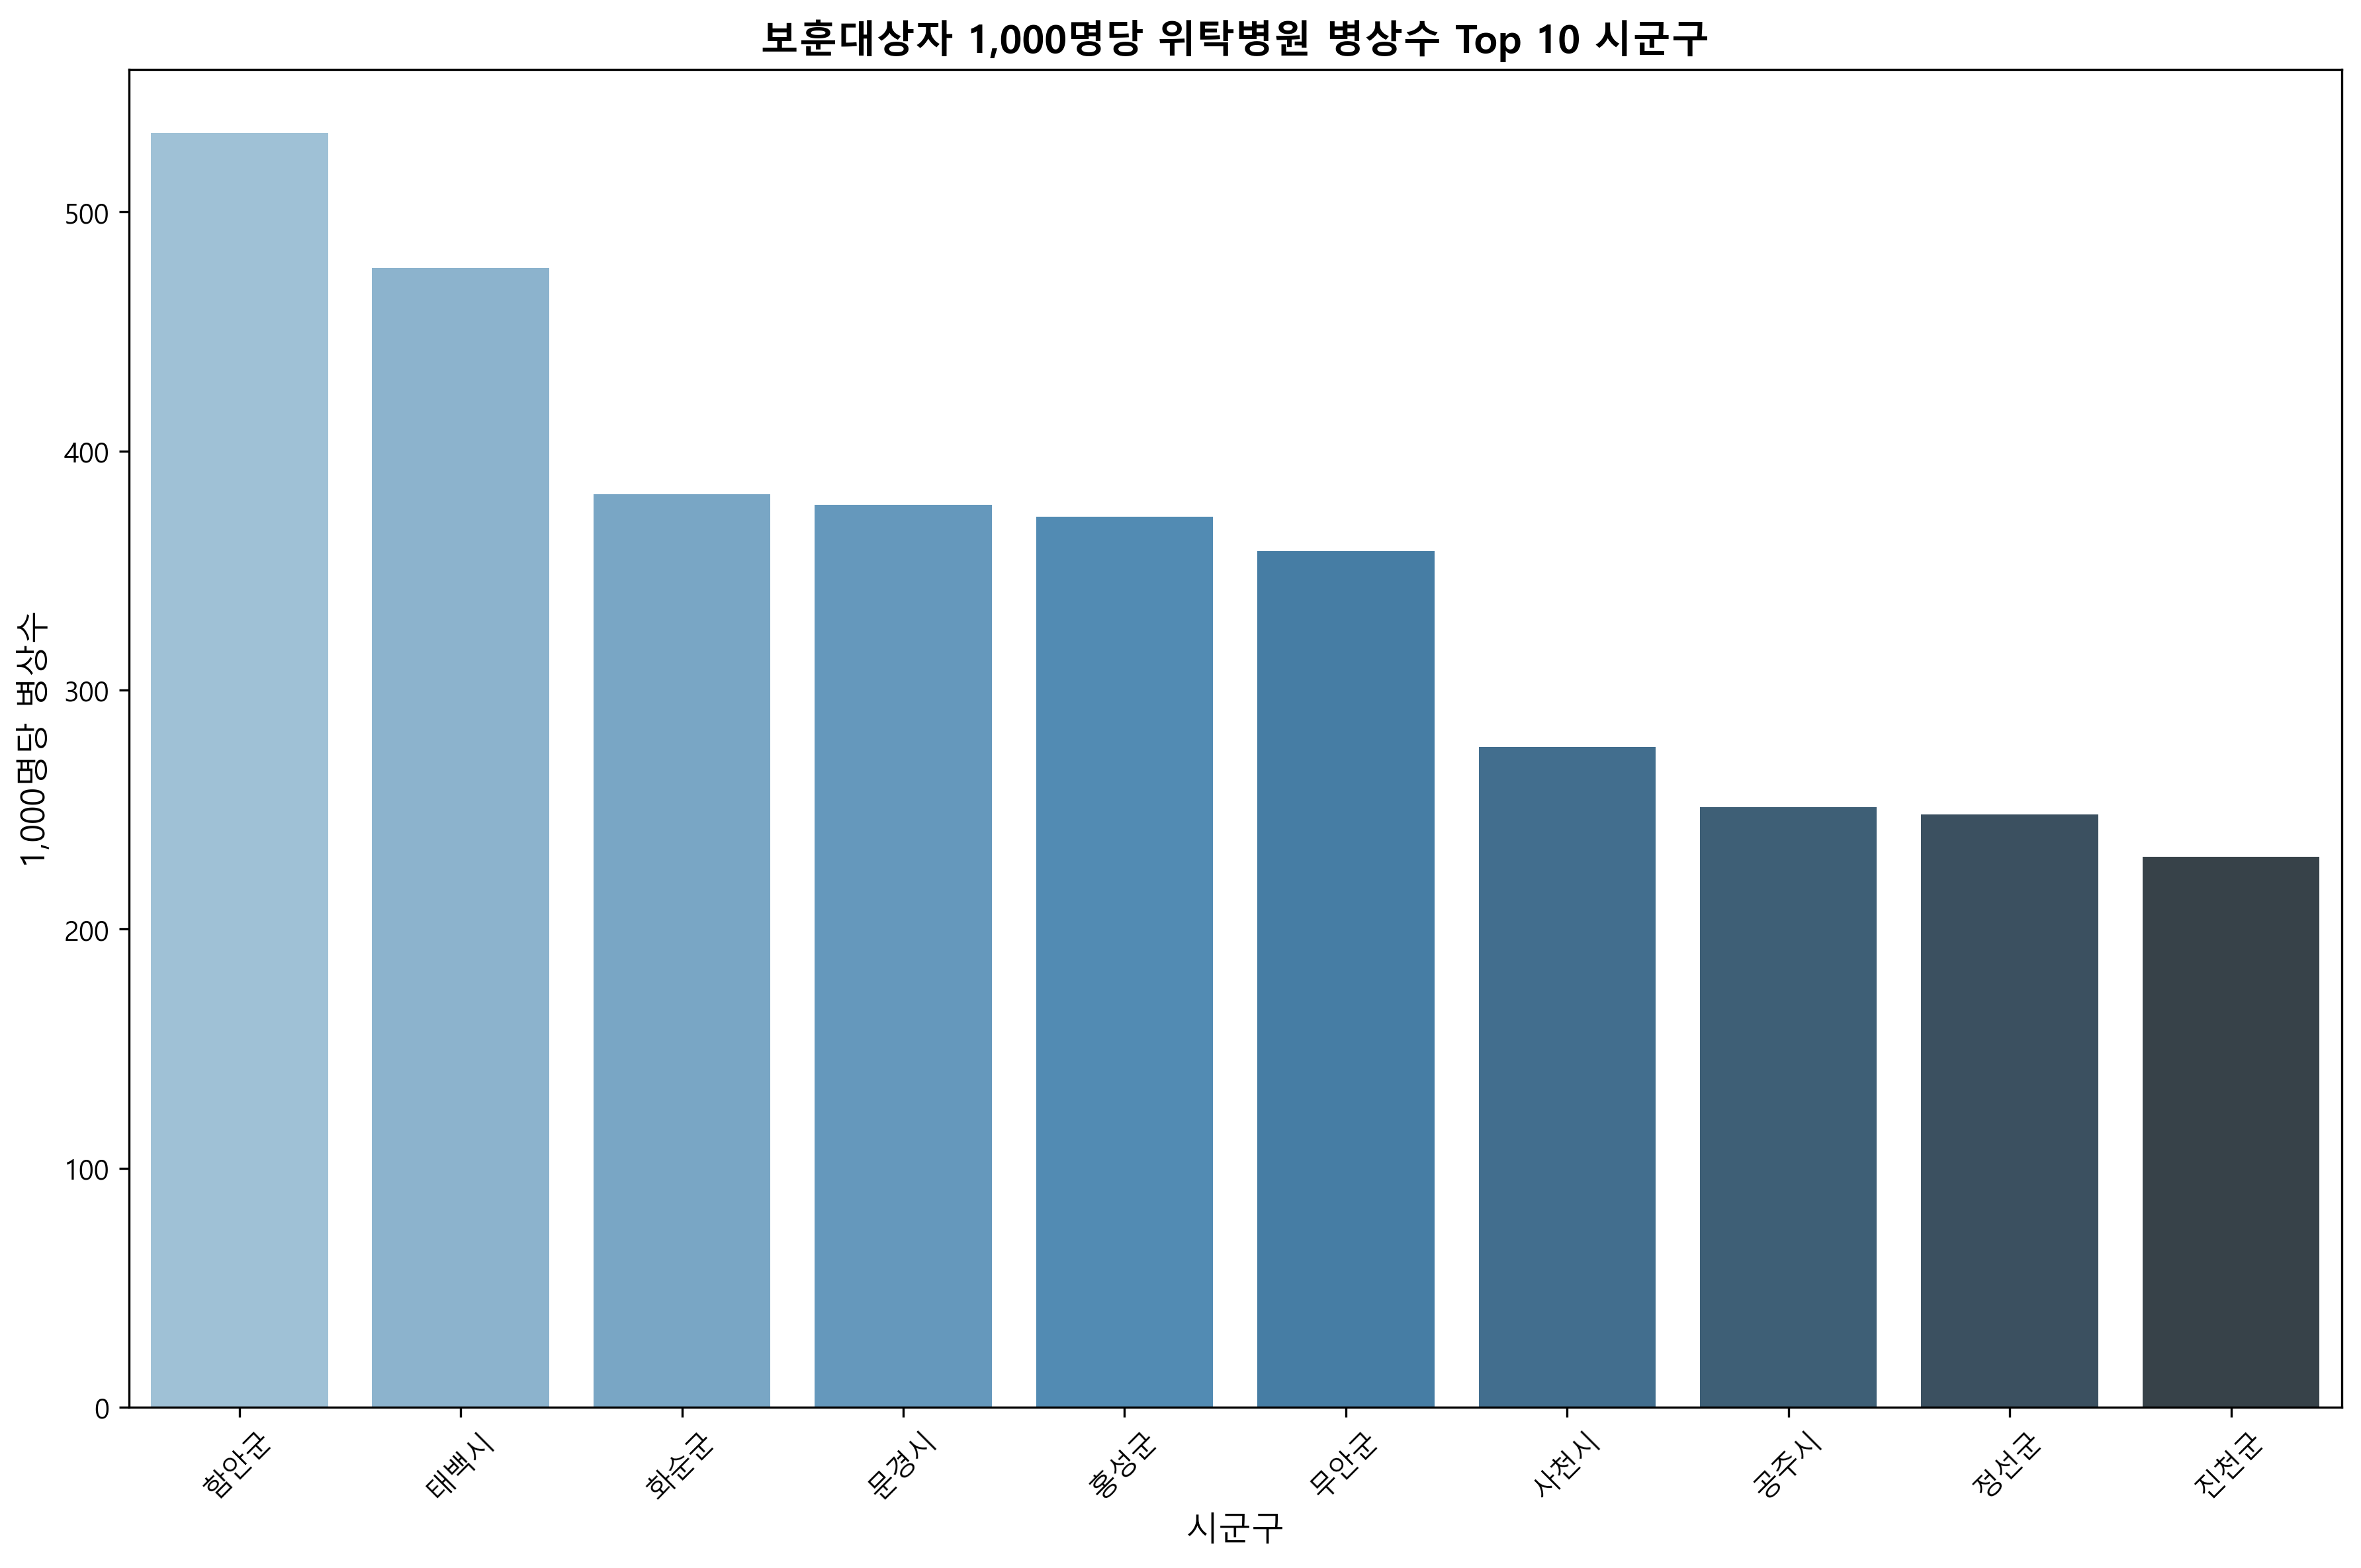 보훈대상자 1,000명당 위탁병원 병상수 Top 10 시군구
1,000명당 병상수
500
400
300
200
100
0
함안군
태백시
화순군
문경시
홍성군
무안군
사천시
공주시
정선군
진천군
시군구